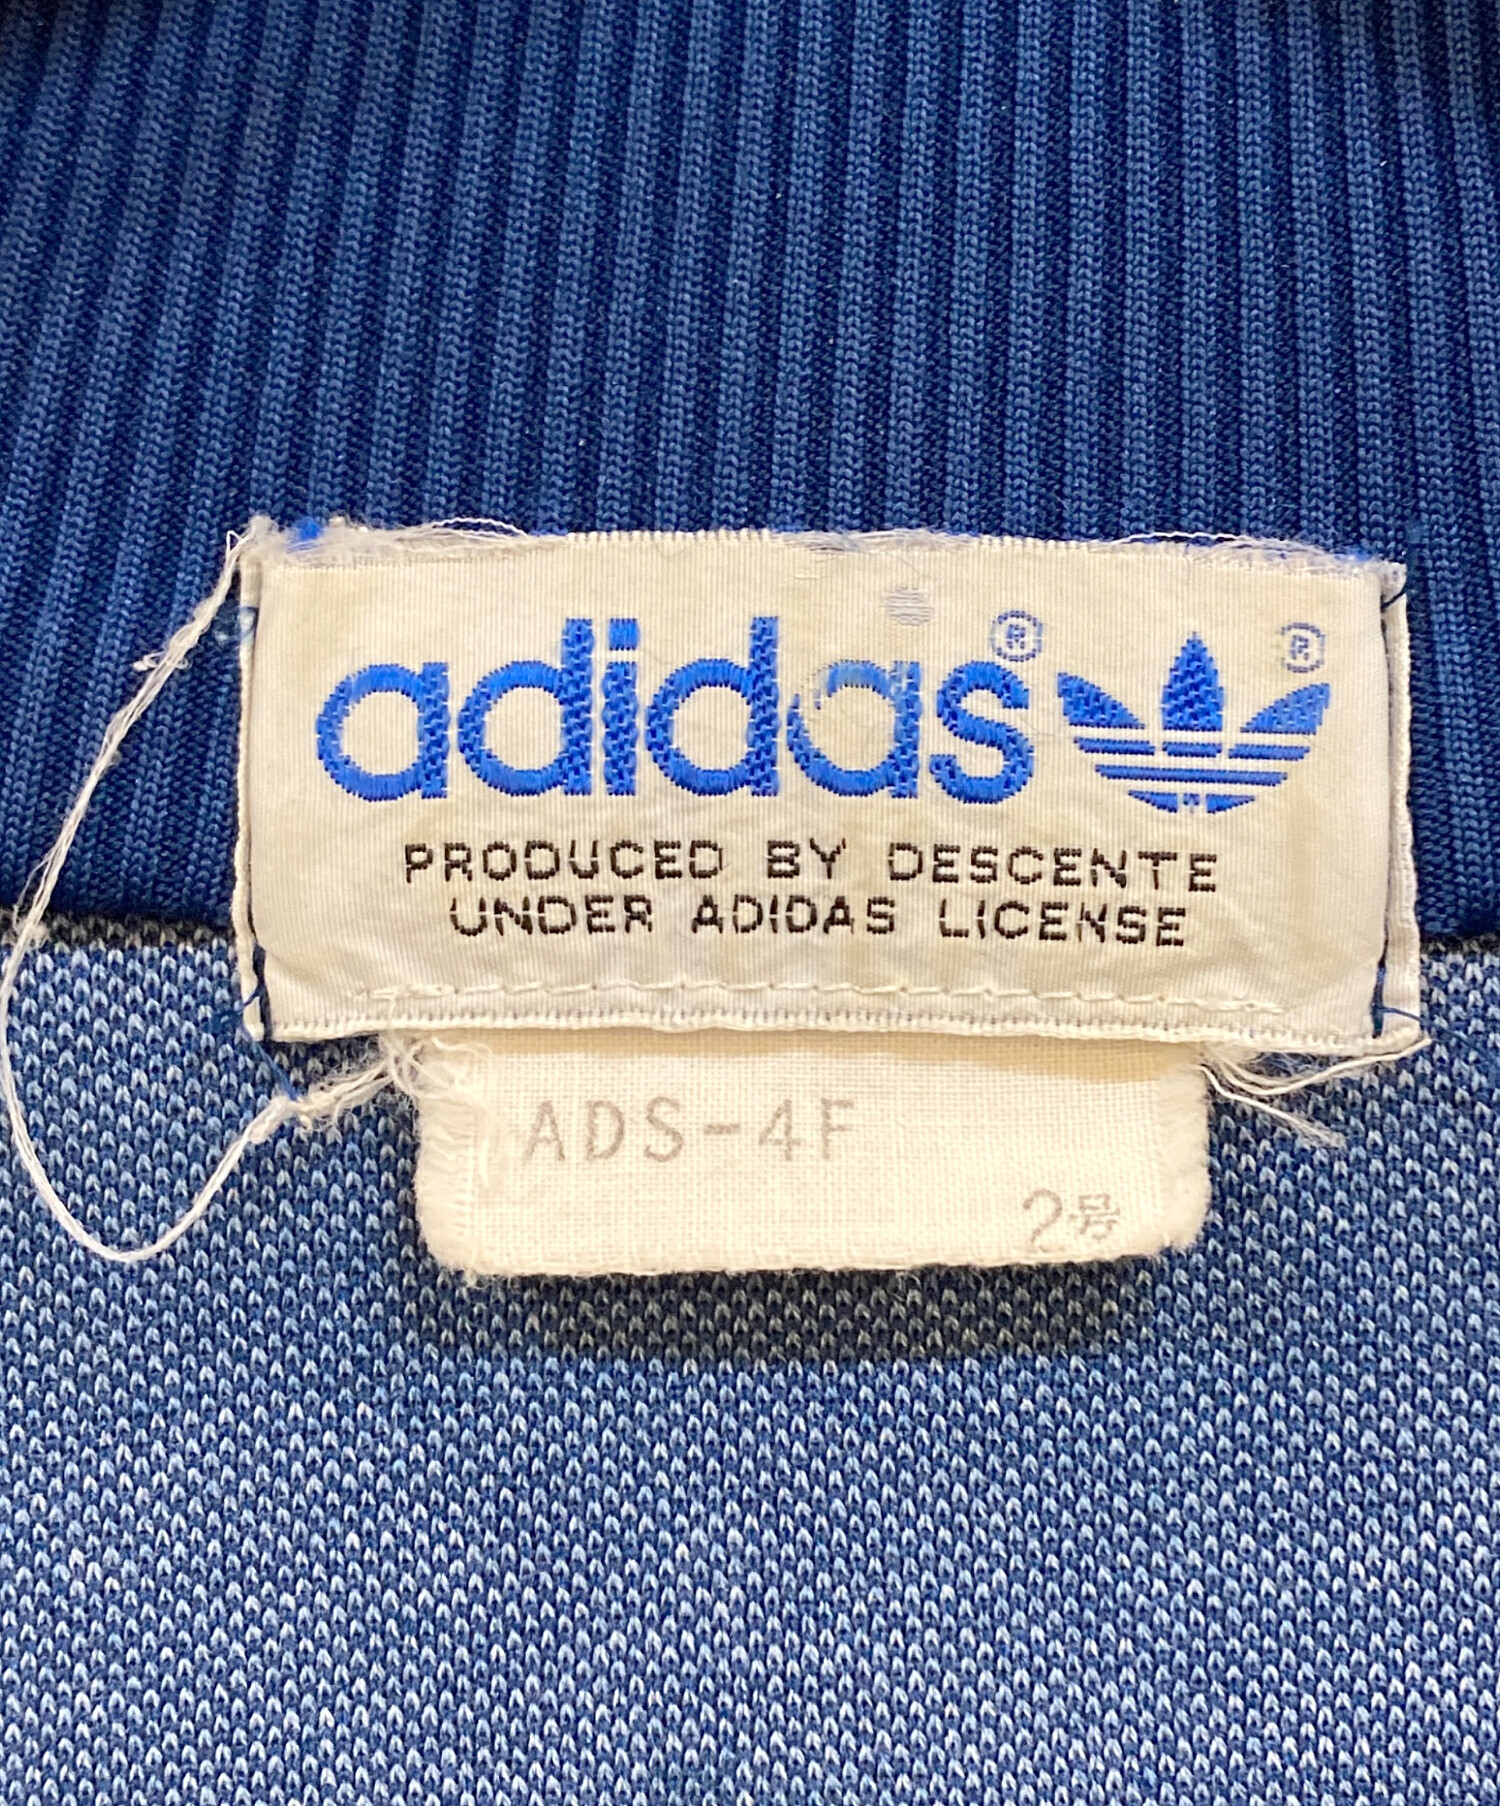 adidas®
®
PRODUCED BY DESCENTE
UNDER ADIDAS LICENSE
ADS-4F
2号